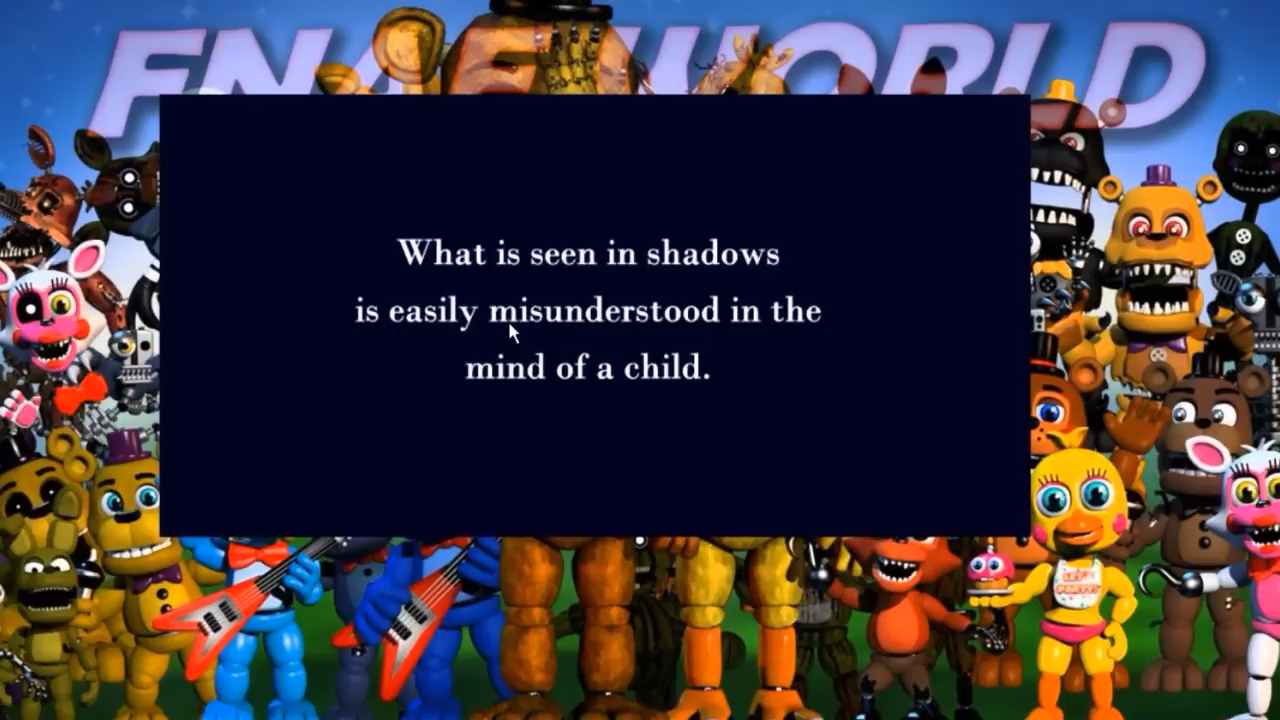 FNAF WORLD
What is seen in shadows
is easily misunderstood in the
mind of a child.
LET'S
PARTY!